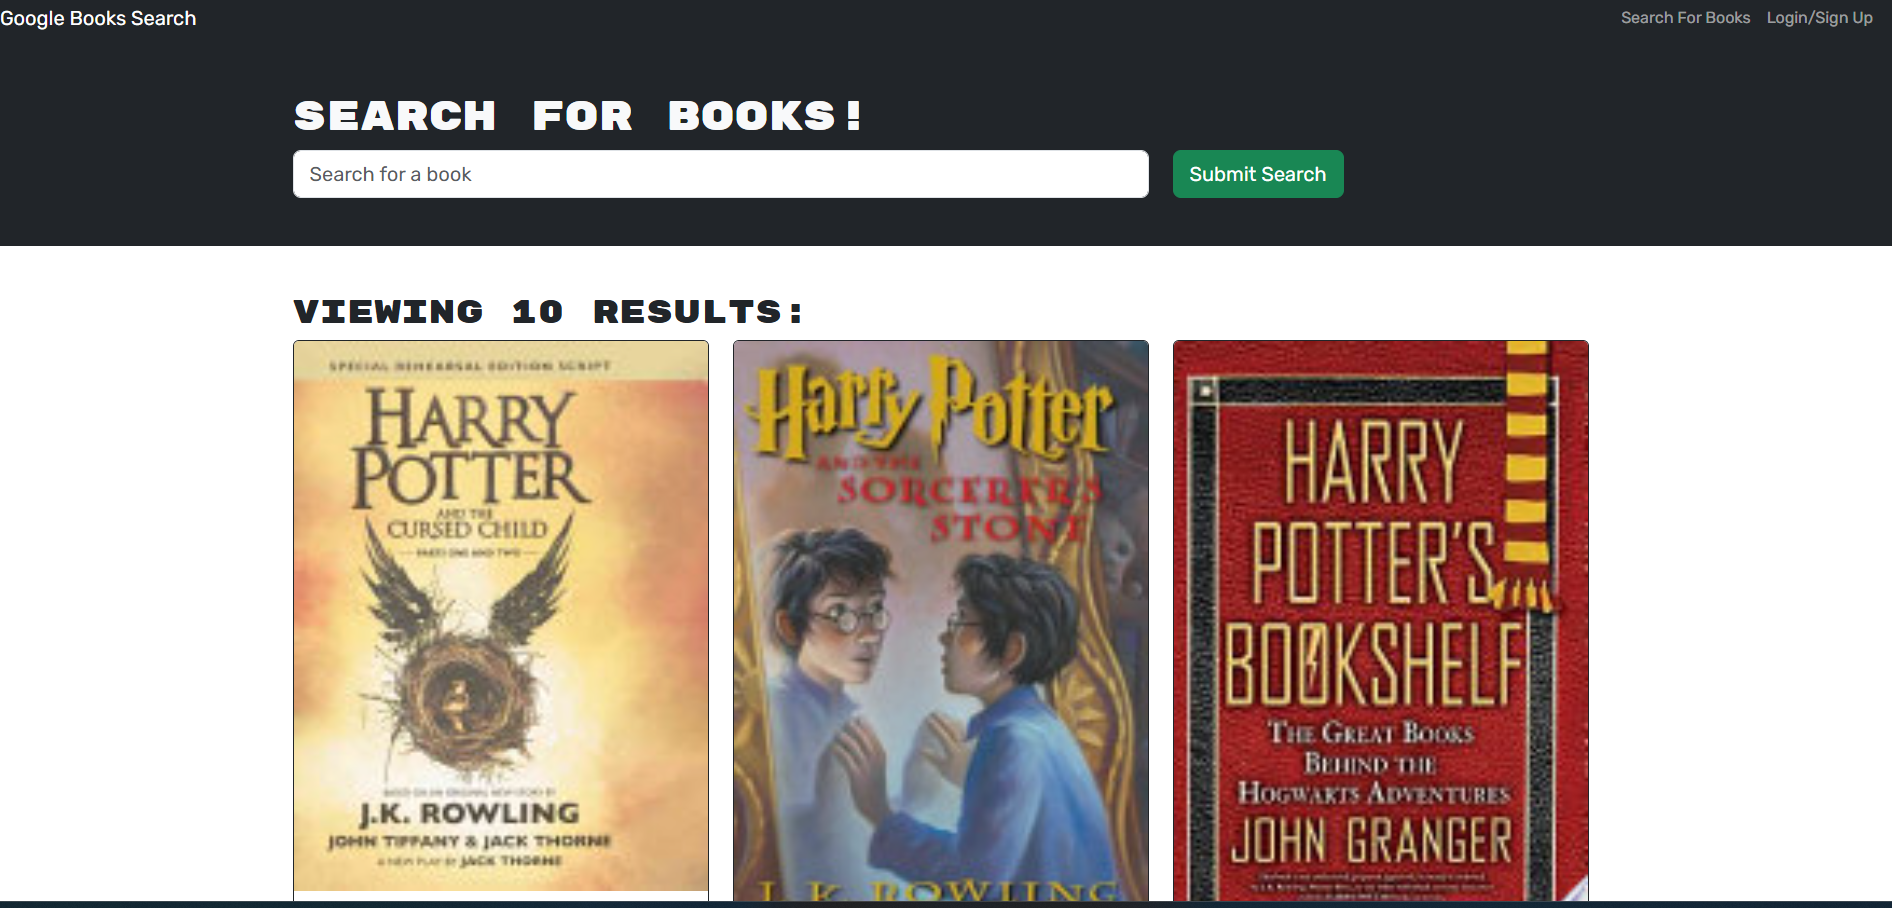 Google Books Search
Search For Books Login/Sign Up
SEARCH FOR BOOKS!
Search for a book
Submit Search
VIEWING 10 RESULTS:
SPECIAL REHEARSAL EDITION SCRIPT
HARRY
POTTER
AND THE
CURSED CHILD
PARTS ONE AND TWO
BASED ON AN ORIGINAL NEW STORY BY
J.K. ROWLING
JOHN TIFFANY & JACK THORNE
A NEW PLAY BY JACK THORNE
Harry Potter
AND THE
SORCERER'S
STONE
J. K. ROWLING
HARRY
POTTER'S
BOOKSHELF
THE GREAT BOOKS
BEHIND THE
HOGWARTS ADVENTURES
JOHN GRANGER